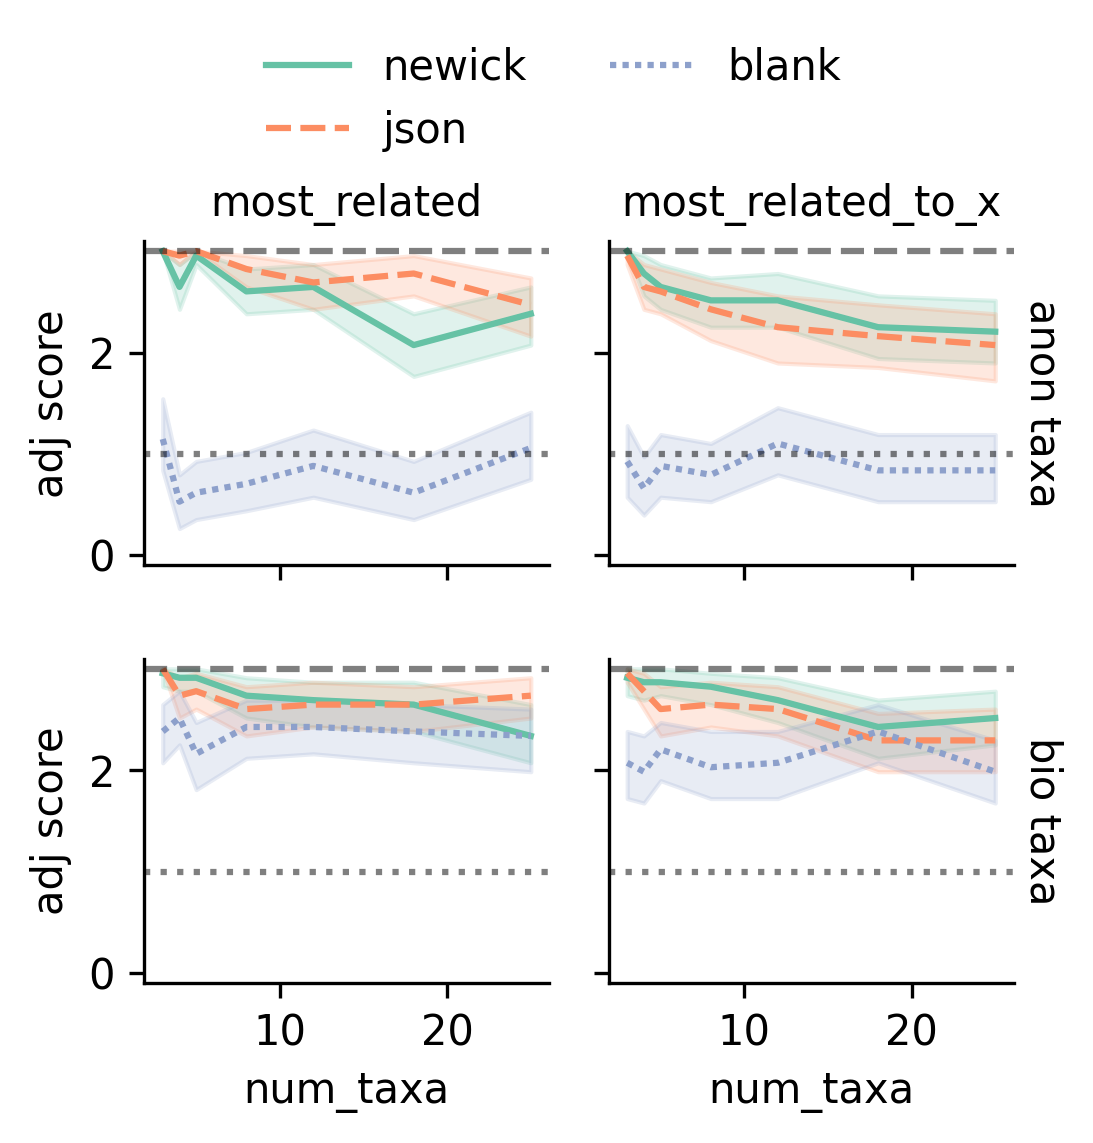 newick
blank
json
most_related
most_related_to_x
adj score
2
0
anon taxa
adj score
2
0
bio taxa
10
20
10
20
num_taxa
num_taxa